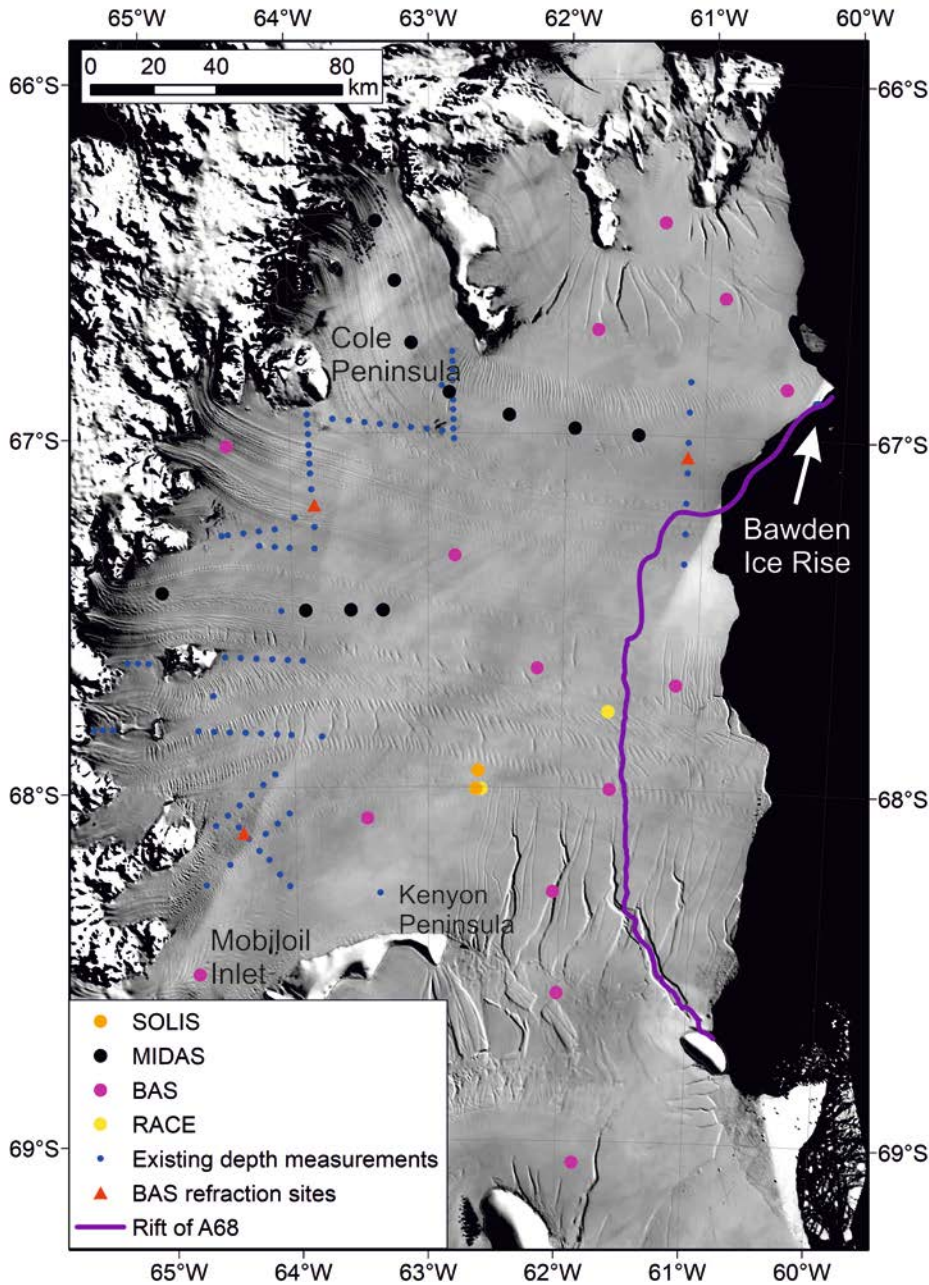 65°W 64°W 63°W 62°W 61°W 60°W
66°S 66°S
0 20 40 80
km
Cole
Peninsula
67°S 67°S
Bawden
Ice Rise
68°S 68°S
Kenyon
Peninsula
Mobiloil
Inlet
SOLIS
MIDAS
BAS
RACE
Existing depth measurements
BAS refraction sites
Rift of A68
69°S 69°S
65°W 64°W 63°W 62°W 61°W 60°W